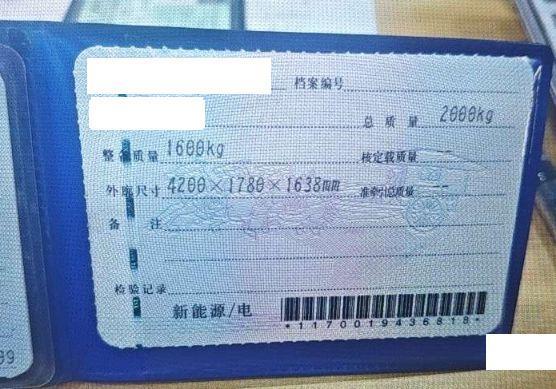 档案编号
总质量 2000kg
整备质量 1600kg 核定载质量 --
外廓尺寸 4200×1780×1638mm 准牵引总质量 --
备注
检验记录
新能源/电
*1170019436818*
99